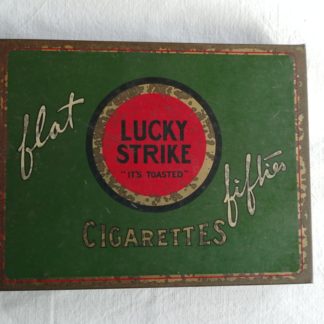 flat
LUCKY
STRIKE
"IT'S TOASTED"
CIGARETTES
fifties